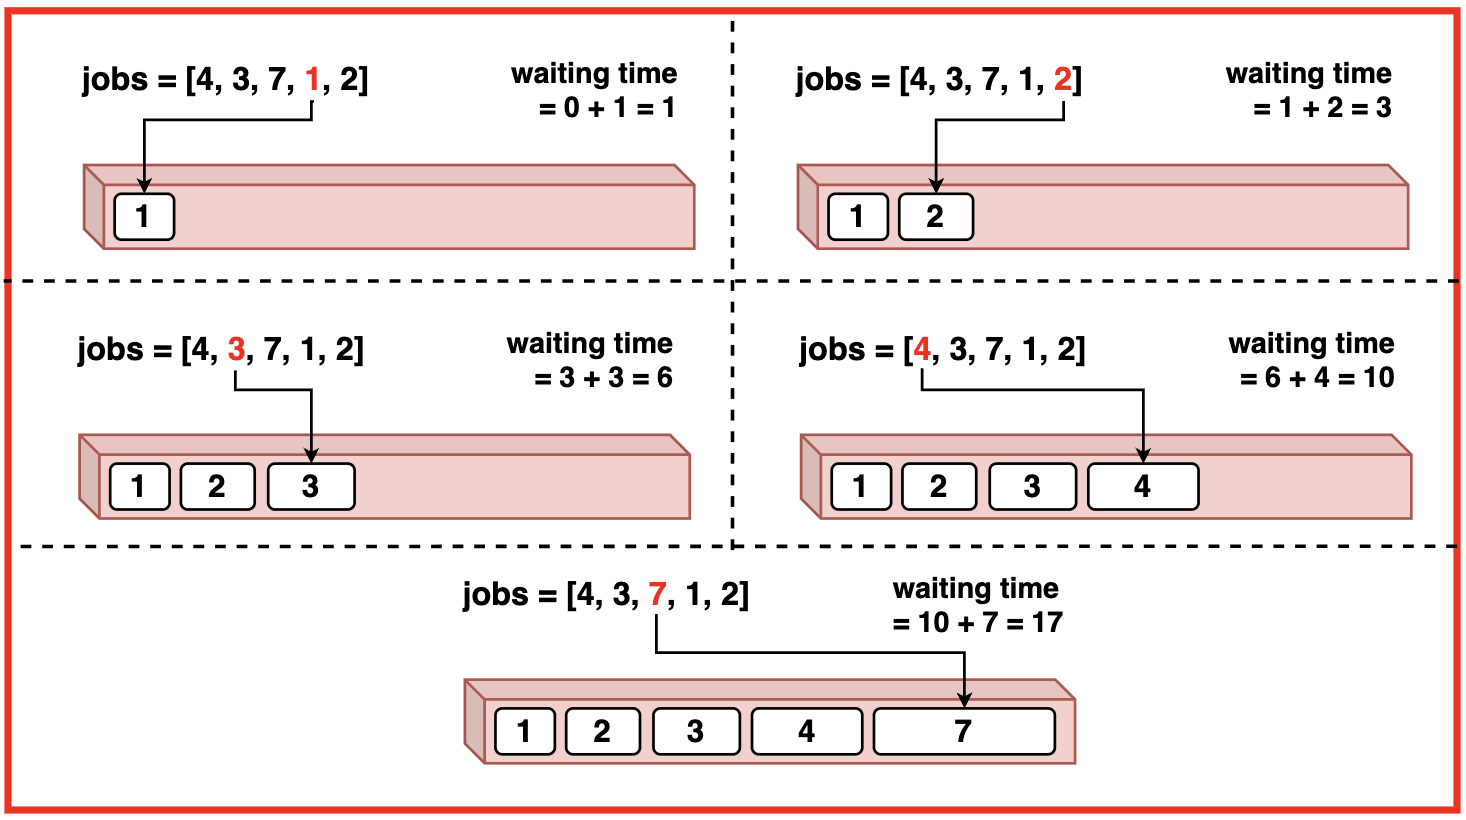 jobs = [4, 3, 7, 1, 2]
waiting time
= 0 + 1 = 1
1
jobs = [4, 3, 7, 1, 2]
waiting time
= 1 + 2 = 3
1 2
jobs = [4, 3, 7, 1, 2]
waiting time
= 3 + 3 = 6
1 2 3
jobs = [4, 3, 7, 1, 2]
waiting time
= 6 + 4 = 10
1 2 3 4
jobs = [4, 3, 7, 1, 2]
waiting time
= 10 + 7 = 17
1 2 3 4 7